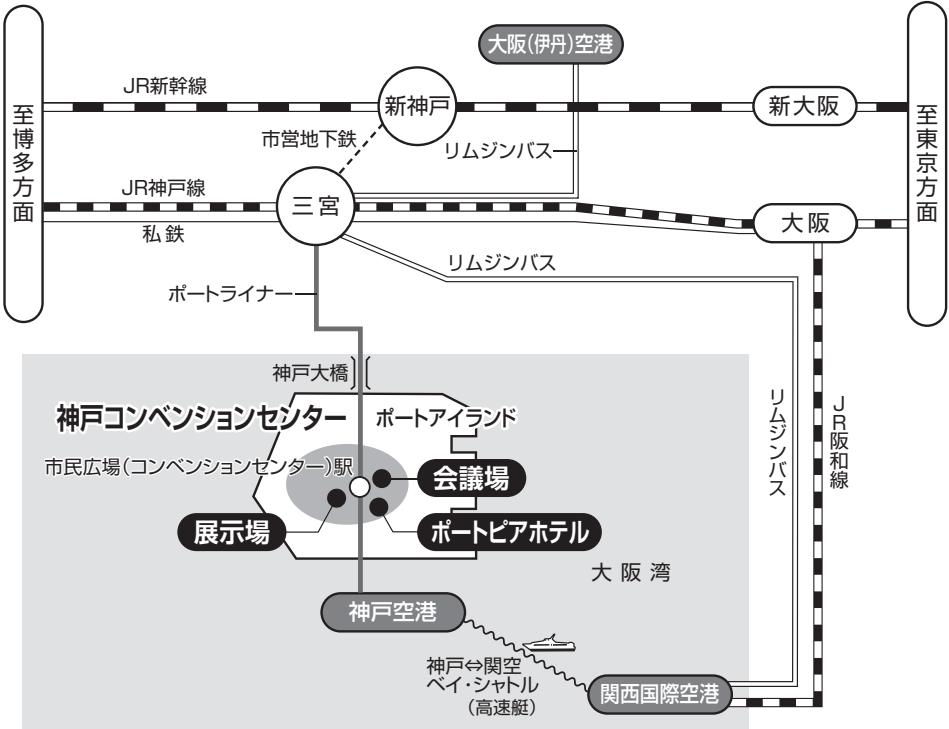 大阪(伊丹)空港
JR新幹線
新神戸
新大阪
至博多方面
至東京方面
市営地下鉄
リムジンバス
JR神戸線
三宮
大阪
私鉄
リムジンバス
ポートライナー
神戸大橋
神戸コンベンションセンター
ポートアイランド
リムジンバス
JR阪和線
市民広場(コンベンションセンター)駅
会議場
展示場
ポートピアホテル
大阪湾
神戸空港
神戸⇔関空
ベイ・シャトル
(高速艇)
関西国際空港